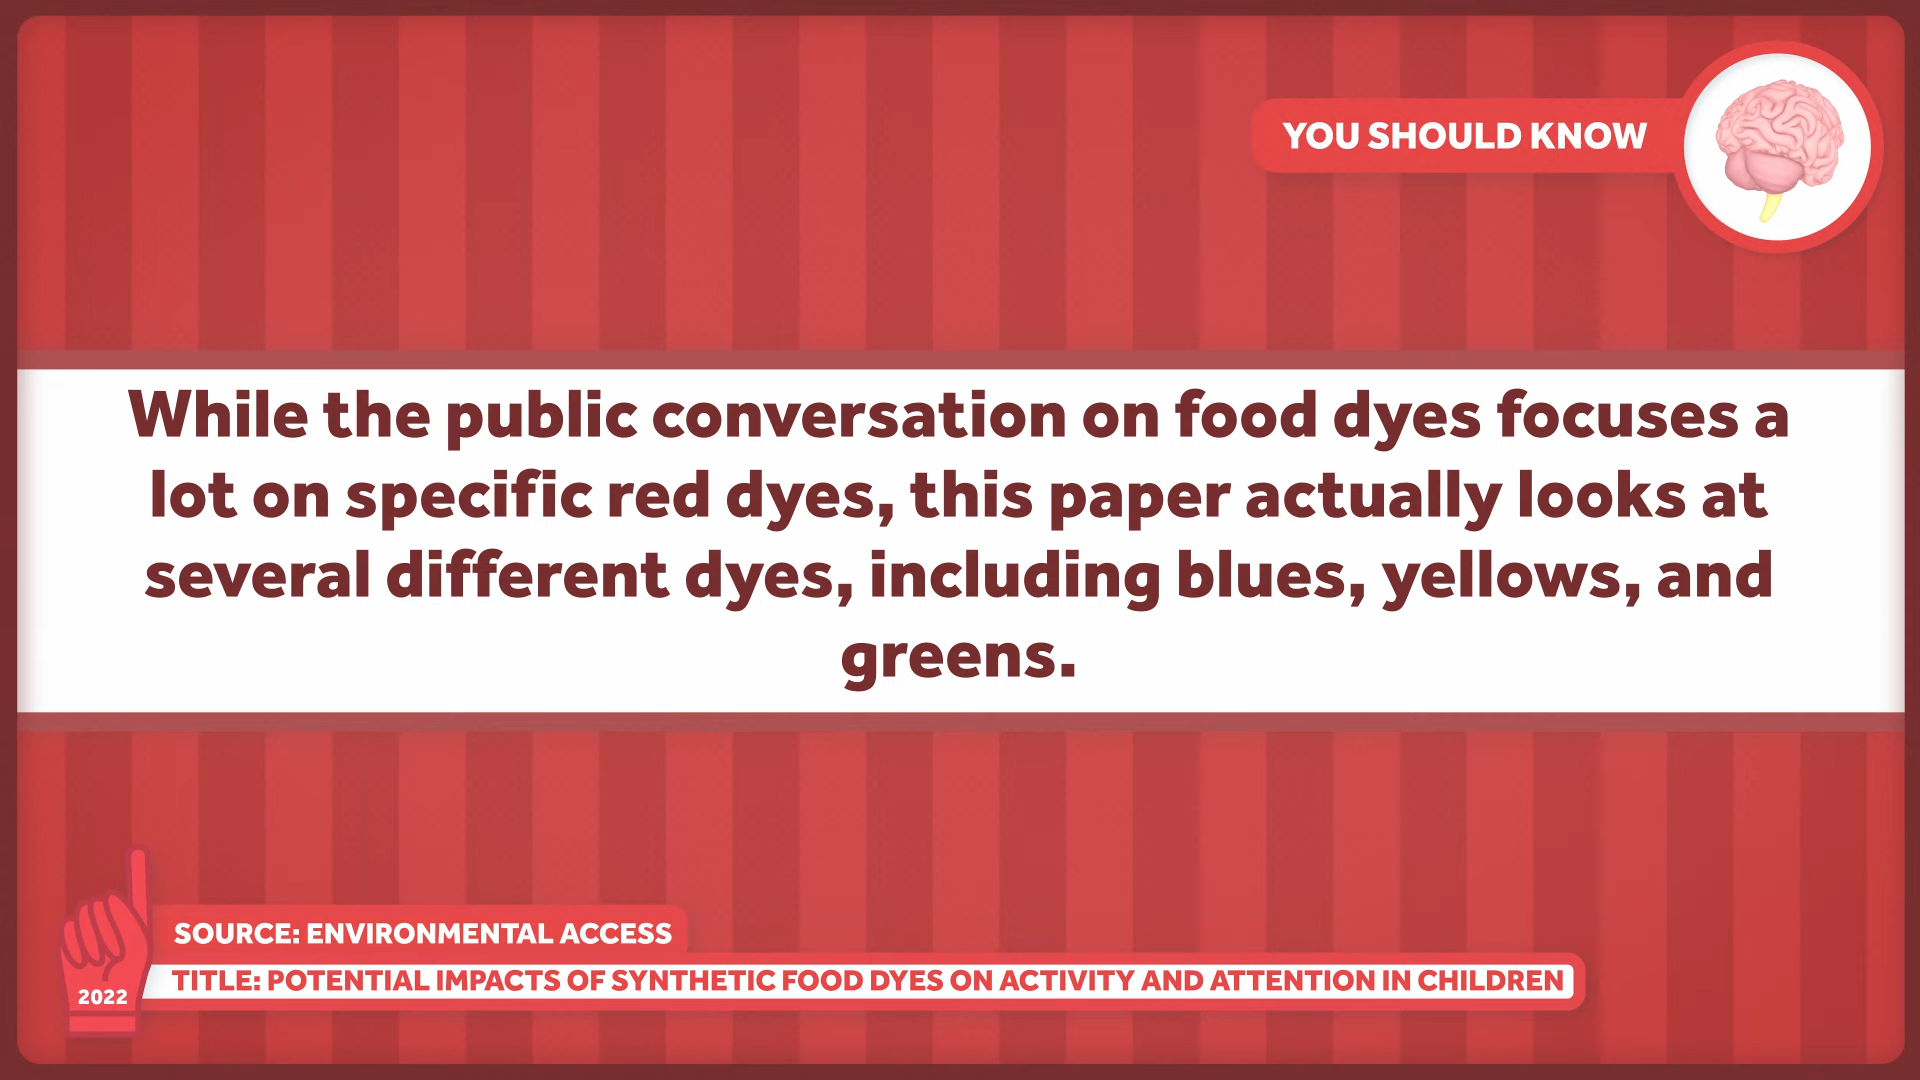 YOU SHOULD KNOW
While the public conversation on food dyes focuses a
lot on specific red dyes, this paper actually looks at
several different dyes, including blues, yellows, and
greens.
SOURCE: ENVIRONMENTAL ACCESS
TITLE: POTENTIAL IMPACTS OF SYNTHETIC FOOD DYES ON ACTIVITY AND ATTENTION IN CHILDREN
2022